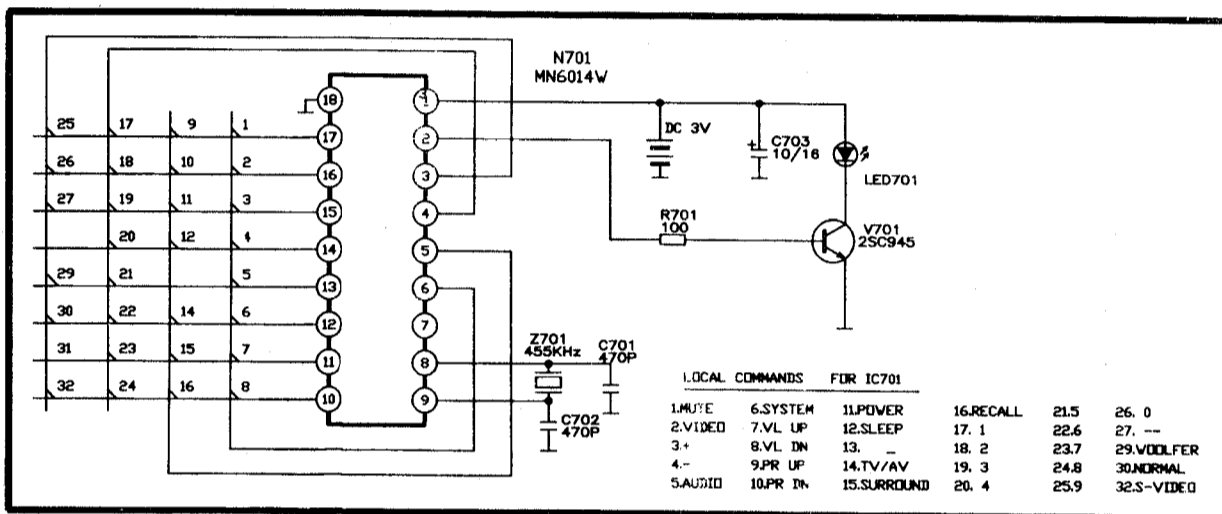 N701
MN6014W
18 1
25 17 9 1 17 2
26 18 10 2 16 3
27 19 11 3 15 4
20 12 4 14 5
29 21 5 13 6
30 22 14 6 12 7
31 23 15 7 11 8
32 24 16 8 10 9
DC 3V
+ C703
10/16
LED701
R701
100
V701
2SC945
Z701
455KHz
C701
470P
C702
470P
LOCAL COMMANDS FOR IC701
1.MUTE 6.SYSTEM 11.POWER 16.RECALL 21.5 26. 0
2.VIDEO 7.VL UP 12.SLEEP 17. 1 22.6 27. --
3.+ 8.VL DN 13. _ 18. 2 23.7 29.WOOLFER
4.- 9.PR UP 14.TV/AV 19. 3 24.8 30.NORMAL
5.AUDIO 10.PR DN 15.SURROUND 20. 4 25.9 32.S-VIDEO